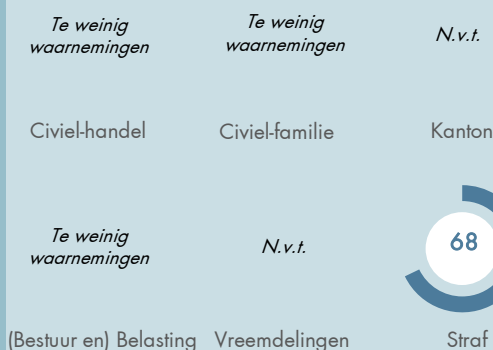 Te weinig
waarnemingen
Te weinig
waarnemingen
N.v.t.
Civiel-handel
Civiel-familie
Kanton
Te weinig
waarnemingen
N.v.t.
68
(Bestuur en) Belasting
Vreemdelingen
Straf